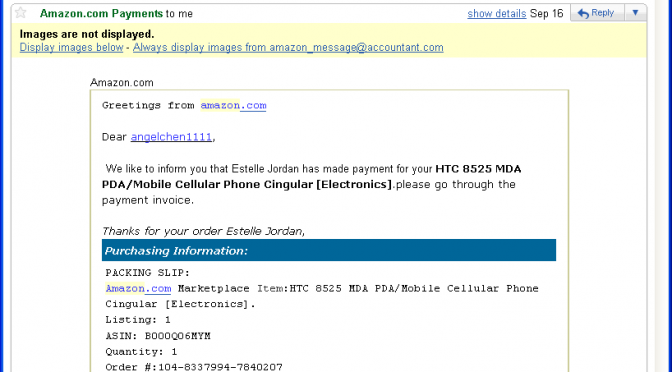 Amazon.com Payments to me show details Sep 16 Reply
Images are not displayed.
Display images below - Always display images from amazon_message@accountant.com
Amazon.com
Greetings from amazon.com
Dear angelchen1111,
We like to inform you that Estelle Jordan has made payment for your HTC 8525 MDA
PDA/Mobile Cellular Phone Cingular [Electronics].please go through the
payment invoice.
Thanks for your order Estelle Jordan,
Purchasing Information:
PACKING SLIP:
Amazon.com Marketplace Item:HTC 8525 MDA PDA/Mobile Cellular Phone
Cingular [Electronics].
Listing: 1
ASIN: B000QO6MYM
Quantity: 1
Order #:104-8337994-7840207